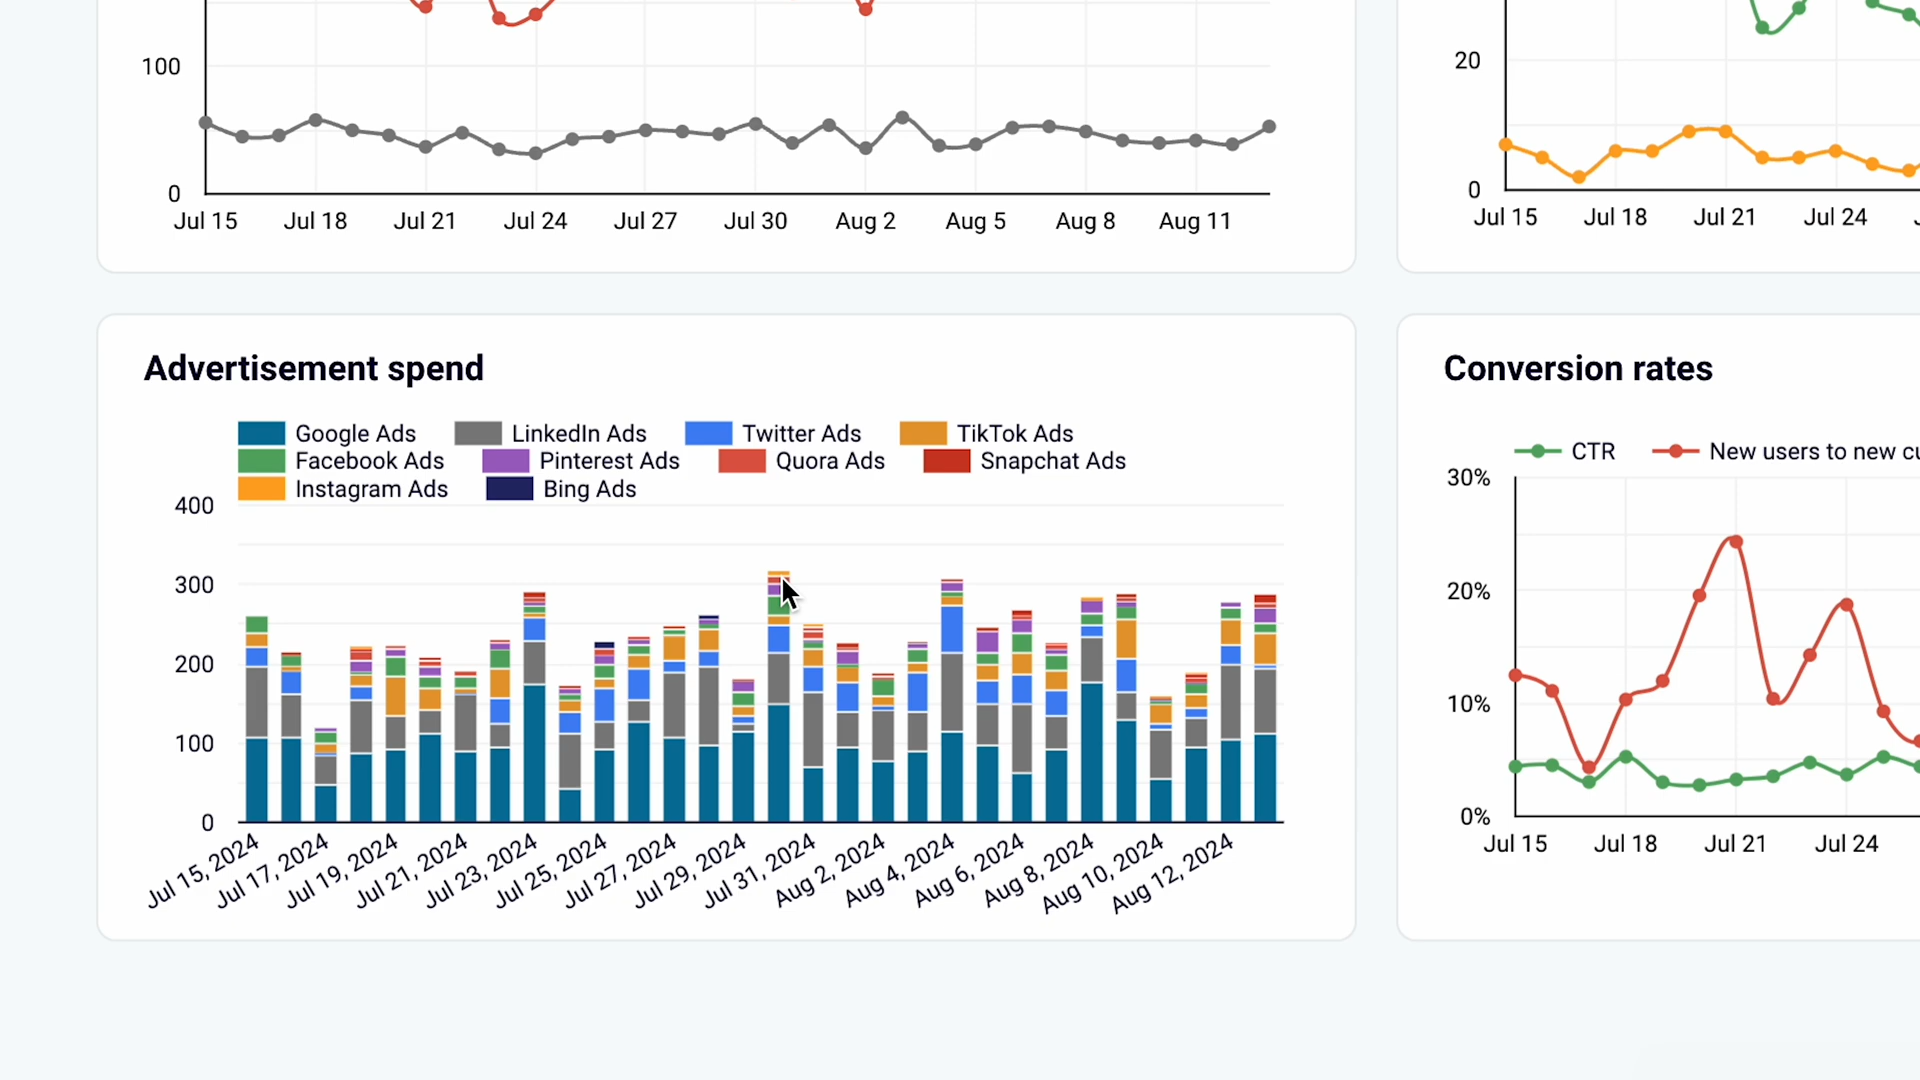 100
0
Jul 15 Jul 18 Jul 21 Jul 24 Jul 27 Jul 30 Aug 2 Aug 5 Aug 8 Aug 11
20
0
Jul 15 Jul 18 Jul 21 Jul 24
Advertisement spend
Google Ads LinkedIn Ads Twitter Ads TikTok Ads
Facebook Ads Pinterest Ads Quora Ads Snapchat Ads
Instagram Ads Bing Ads
400
300
200
100
0
Jul 15, 2024 Jul 17, 2024 Jul 19, 2024 Jul 21, 2024 Jul 23, 2024 Jul 25, 2024 Jul 27, 2024 Jul 29, 2024 Jul 31, 2024 Aug 2, 2024 Aug 4, 2024 Aug 6, 2024 Aug 8, 2024 Aug 10, 2024 Aug 12, 2024
Conversion rates
CTR New users to new cu
30%
20%
10%
0%
Jul 15 Jul 18 Jul 21 Jul 24